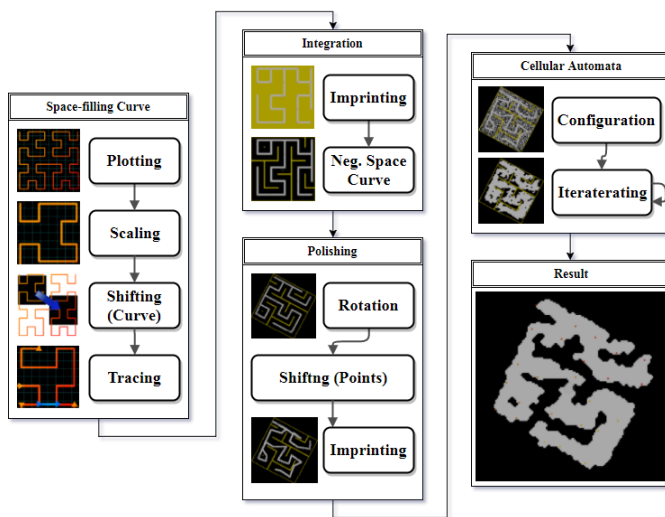 Space-filling Curve
Plotting
Scaling
Shifting
(Curve)
Tracing
Integration
Imprinting
Neg. Space
Curve
Polishing
Rotation
Shiftng (Points)
Imprinting
Cellular Automata
Configuration
Iteraterating
Result